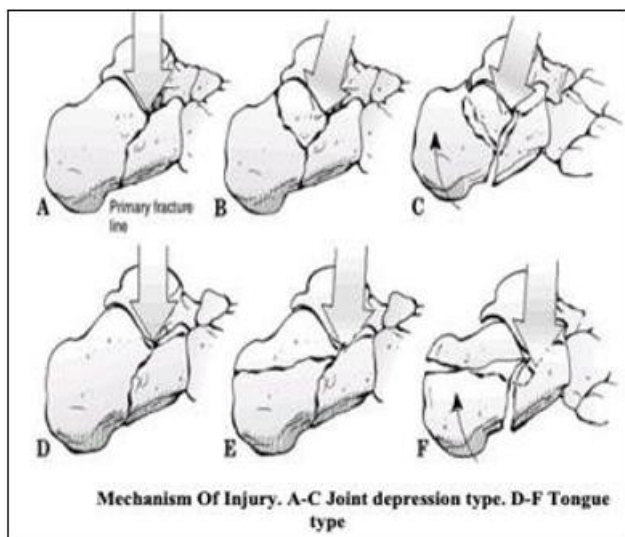 A
Primary fracture
line
B
C
D
E
F
Mechanism Of Injury. A-C Joint depression type. D-F Tongue
type